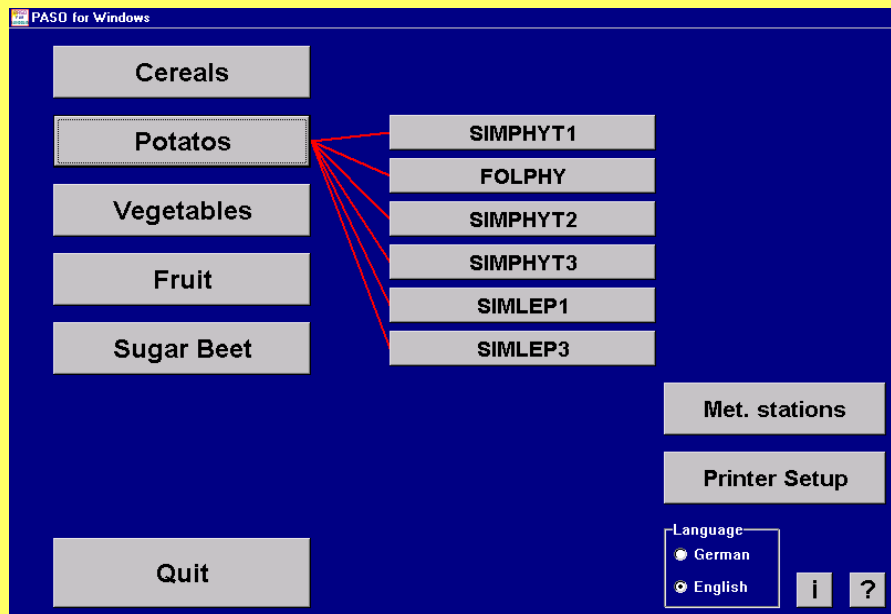 PASO for Windows
Cereals
Potatos
Vegetables
Fruit
Sugar Beet
SIMPHYT1
FOLPHY
SIMPHYT2
SIMPHYT3
SIMLEP1
SIMLEP3
Met. stations
Printer Setup
Language
German
English
Quit
i
?